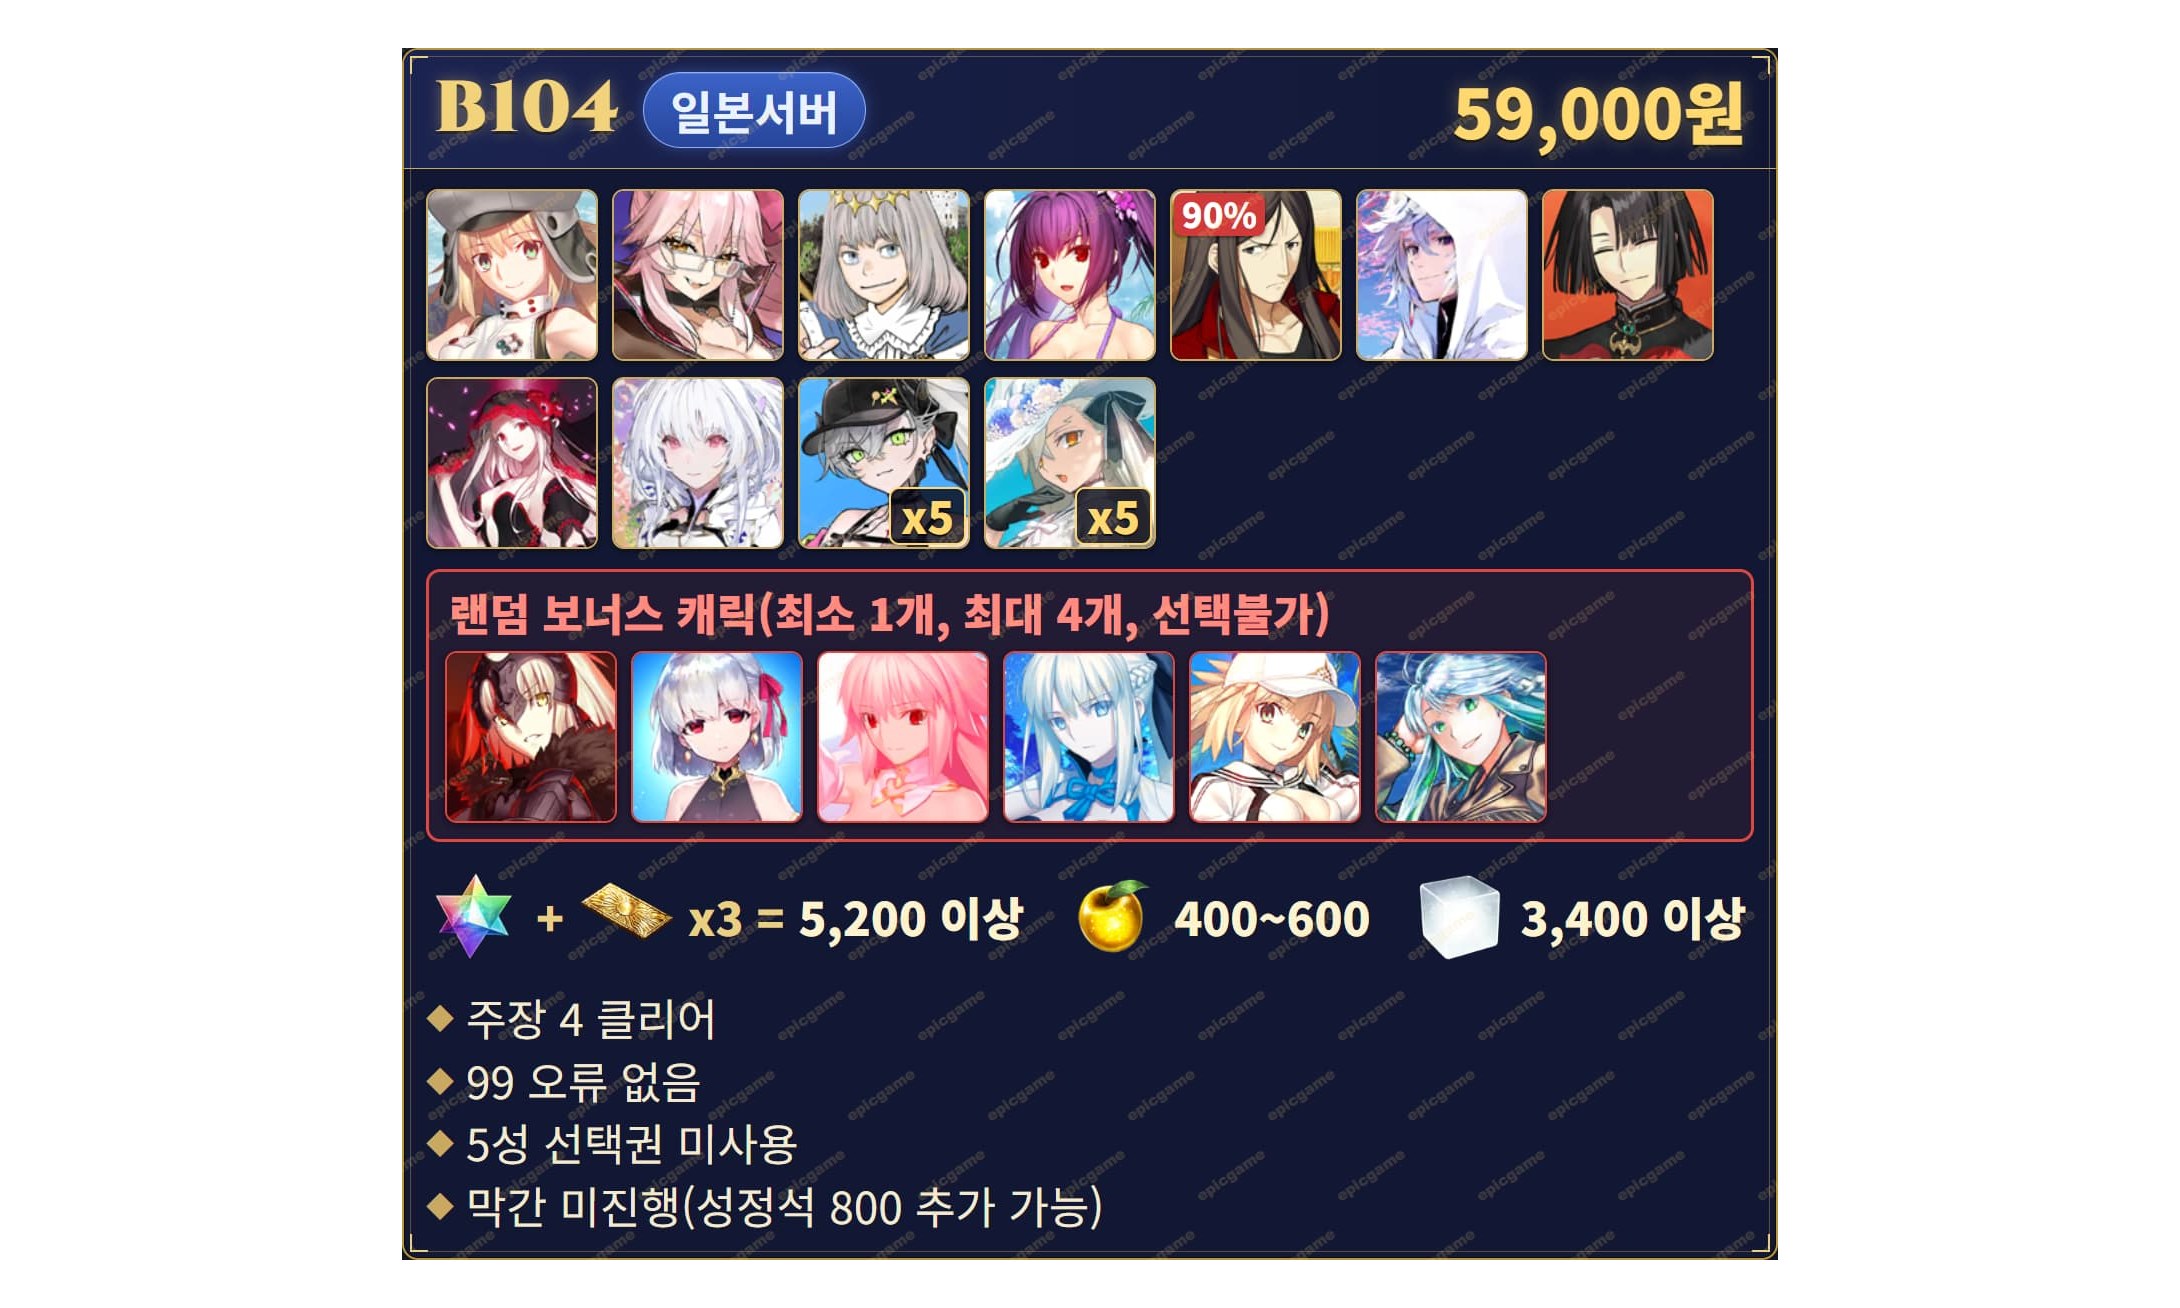 B104 일본서버 59,000원
90%
x5 x5
랜덤 보너스 캐릭(최소 1개, 최대 4개, 선택불가)
+ x3 = 5,200 이상 400~600 3,400 이상
주장 4 클리어
99 오류 없음
5성 선택권 미사용
막간 미진행(성정석 800 추가 가능)
epicgame